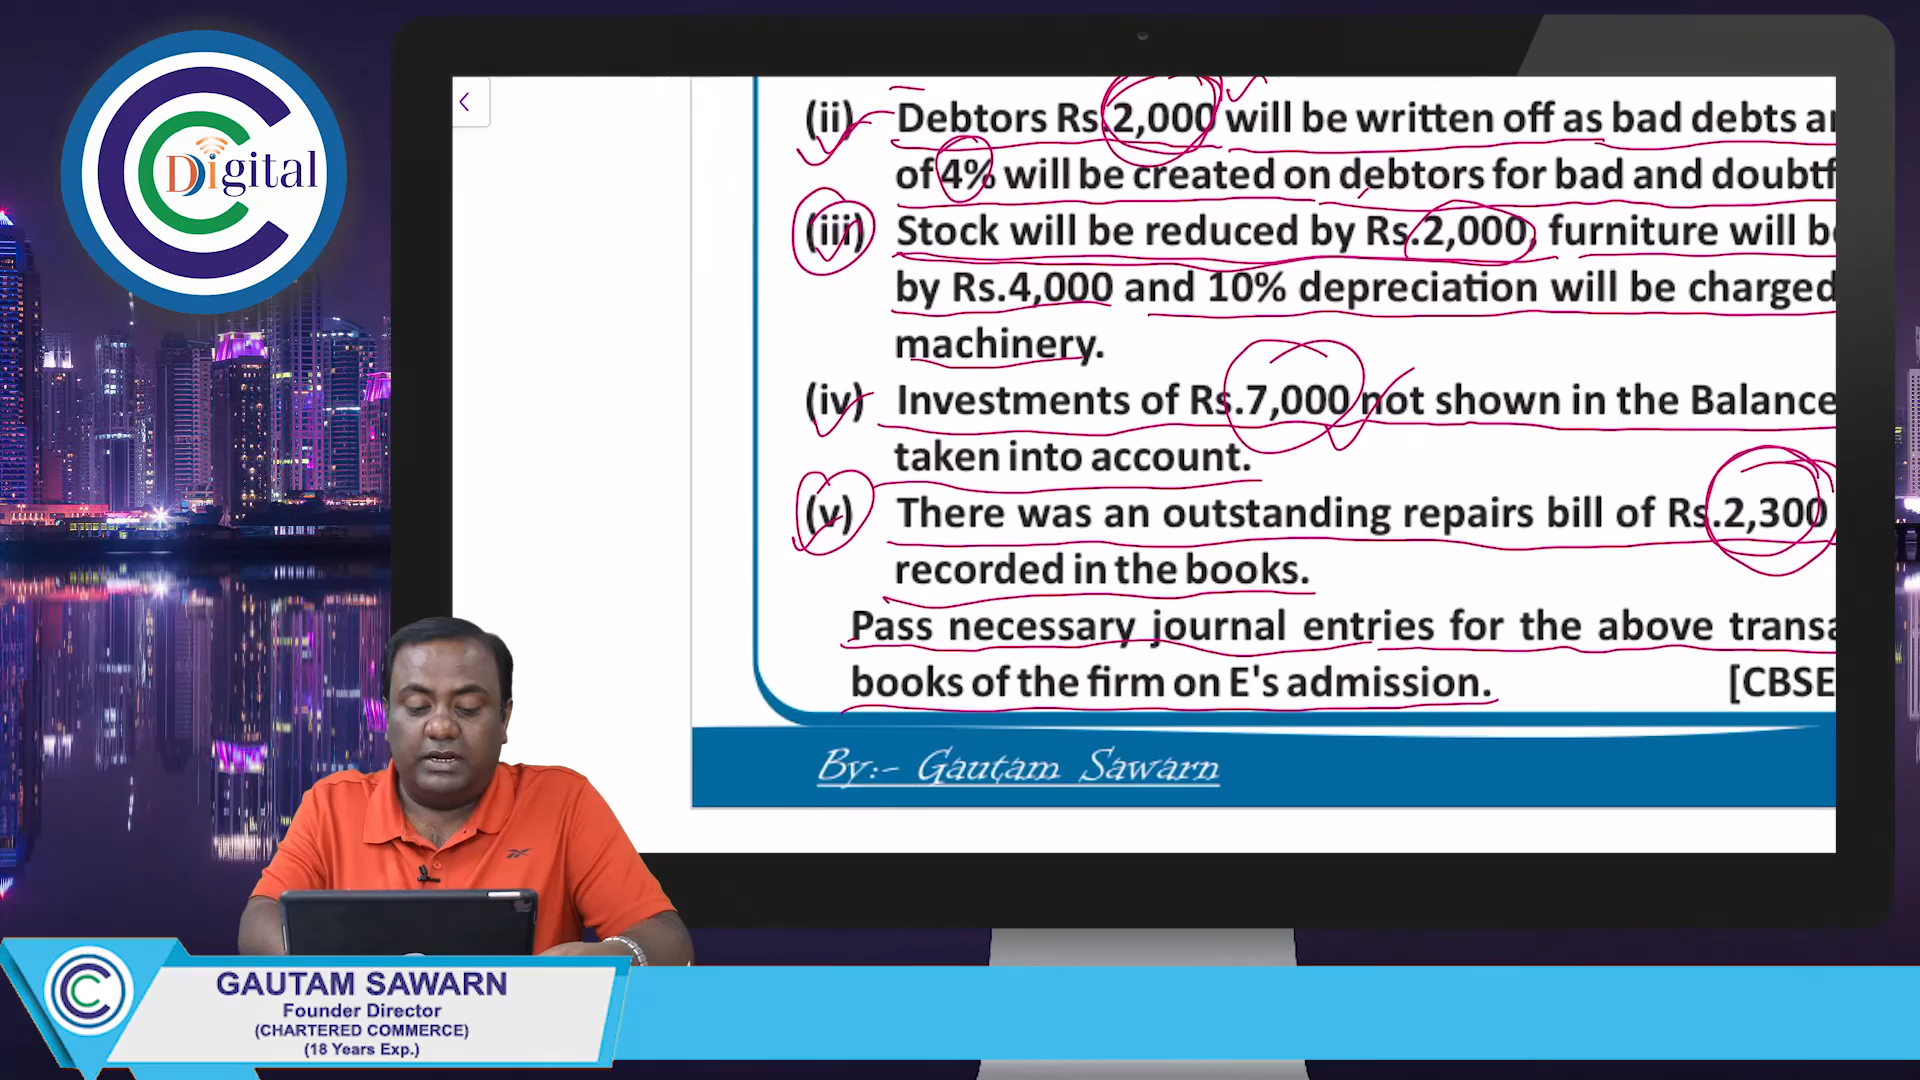 Digital
(ii) Debtors Rs.2,000 will be written off as bad debts
of 4% will be created on debtors for bad and
(iii) Stock will be reduced by Rs.2,000, furniture will
by Rs.4,000 and 10% depreciation will be charged
machinery.
(iv) Investments of Rs.7,000 not shown in the Balance
taken into account.
(v) There was an outstanding repairs bill of Rs.2,300
recorded in the books.
Pass necessary journal entries for the above
books of the firm on E's admission. [CBSE
By:- Gautam Sawarn
GAUTAM SAWARN
Founder Director
(CHARTERED COMMERCE)
(18 Years Exp.)